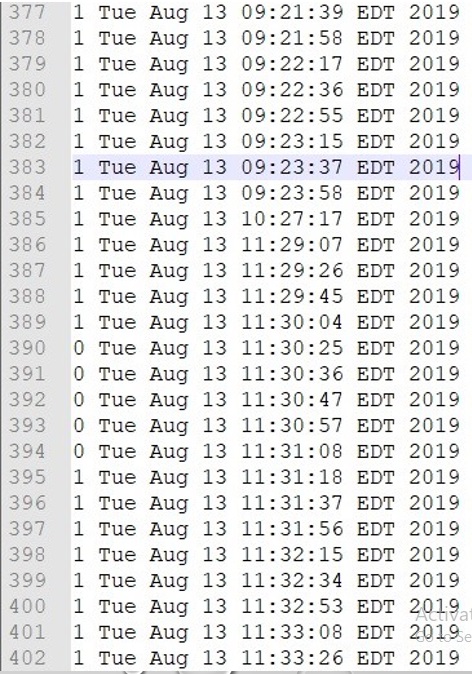 377 1 Tue Aug 13 09:21:39 EDT 2019
378 1 Tue Aug 13 09:21:58 EDT 2019
379 1 Tue Aug 13 09:22:17 EDT 2019
380 1 Tue Aug 13 09:22:36 EDT 2019
381 1 Tue Aug 13 09:22:55 EDT 2019
382 1 Tue Aug 13 09:23:15 EDT 2019
383 1 Tue Aug 13 09:23:37 EDT 2019
384 1 Tue Aug 13 09:23:58 EDT 2019
385 1 Tue Aug 13 10:27:17 EDT 2019
386 1 Tue Aug 13 11:29:07 EDT 2019
387 1 Tue Aug 13 11:29:26 EDT 2019
388 1 Tue Aug 13 11:29:45 EDT 2019
389 1 Tue Aug 13 11:30:04 EDT 2019
390 0 Tue Aug 13 11:30:25 EDT 2019
391 0 Tue Aug 13 11:30:36 EDT 2019
392 0 Tue Aug 13 11:30:47 EDT 2019
393 0 Tue Aug 13 11:30:57 EDT 2019
394 0 Tue Aug 13 11:31:08 EDT 2019
395 1 Tue Aug 13 11:31:18 EDT 2019
396 1 Tue Aug 13 11:31:37 EDT 2019
397 1 Tue Aug 13 11:31:56 EDT 2019
398 1 Tue Aug 13 11:32:15 EDT 2019
399 1 Tue Aug 13 11:32:34 EDT 2019
400 1 Tue Aug 13 11:32:53 EDT 2019
401 1 Tue Aug 13 11:33:08 EDT 2019
402 1 Tue Aug 13 11:33:26 EDT 2019